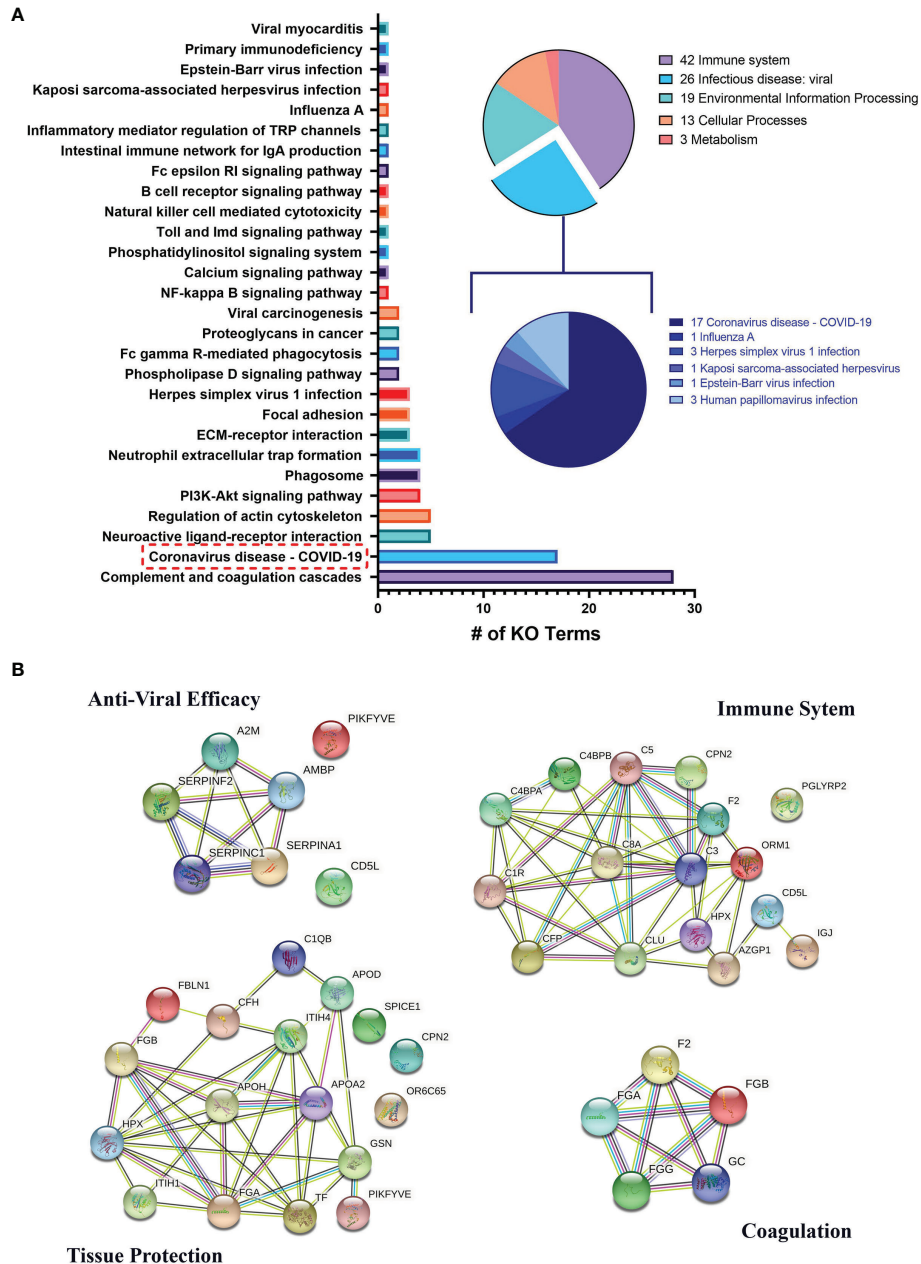 A
Viral myocarditis
Primary immunodeficiency
Epstein-Barr virus infection
Kaposi sarcoma-associated herpesvirus infection
Influenza A
Inflammatory mediator regulation of TRP channels
Intestinal immune network for IgA production
Fc epsilon RI signaling pathway
B cell receptor signaling pathway
Natural killer cell mediated cytotoxicity
Toll and Imd signaling pathway
Phosphatidylinositol signaling system
Calcium signaling pathway
NF-kappa B signaling pathway
Viral carcinogenesis
Proteoglycans in cancer
Fc gamma R-mediated phagocytosis
Phospholipase D signaling pathway
Herpes simplex virus 1 infection
Focal adhesion
ECM-receptor interaction
Neutrophil extracellular trap formation
Phagosome
PI3K-Akt signaling pathway
Regulation of actin cytoskeleton
Neuroactive ligand-receptor interaction
Coronavirus disease - COVID-19
Complement and coagulation cascades
0 10 20 30
# of KO Terms
42 Immune system
26 Infectious disease: viral
19 Environmental Information Processing
13 Cellular Processes
3 Metabolism
17 Coronavirus disease - COVID-19
1 Influenza A
3 Herpes simplex virus 1 infection
1 Kaposi sarcoma-associated herpesvirus
1 Epstein-Barr virus infection
3 Human papillomavirus infection
B
Anti-Viral Efficacy
A2M
PIKFYVE
SERPINF2
AMBP
SERPINC1
SERPINA1
CD5L
Immune Sytem
C4BPB
C5
CPN2
C4BPA
F2
PGLYRP2
C8A
C3
ORM1
C1R
CD5L
HPX
IGJ
CFP
CLU
AZGP1
C1QB
APOD
FBLN1
CFH
SPICE1
ITIH4
CPN2
FGB
APOH
APOA2
OR6C65
HPX
GSN
ITIH1
FGA
TF
PIKFYVE
Tissue Protection
F2
FGA
FGB
FGG
GC
Coagulation